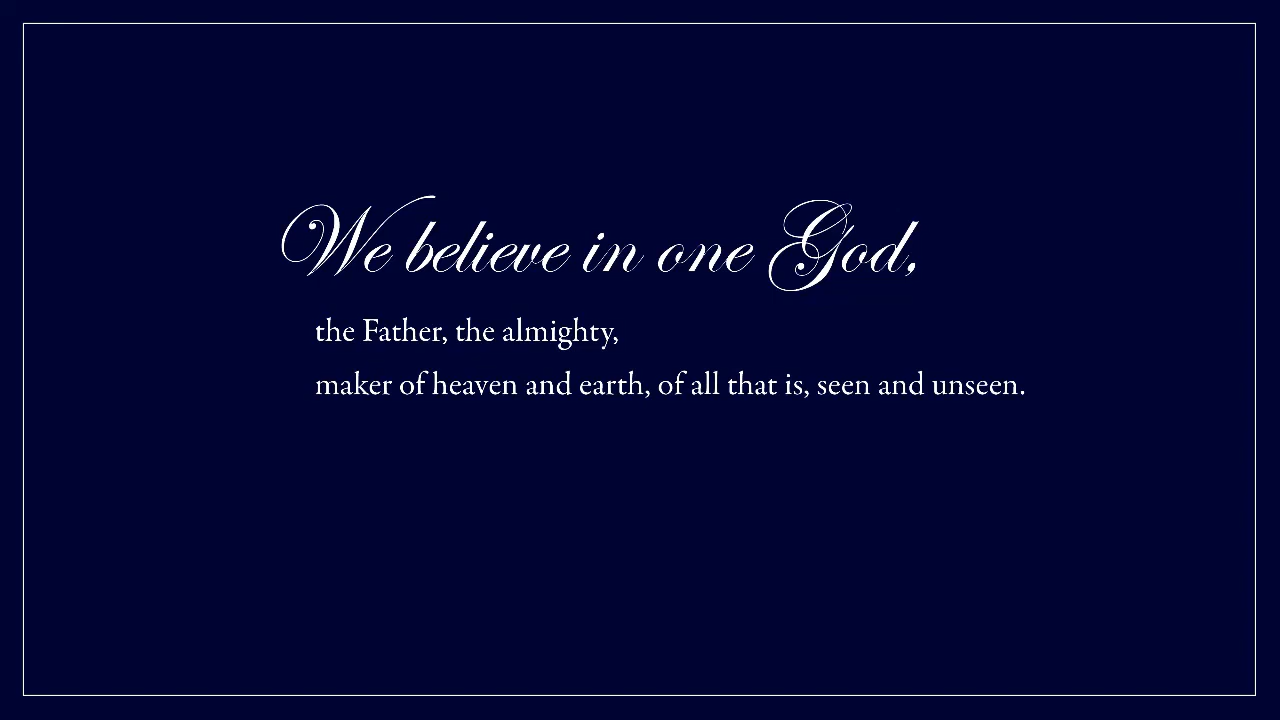 We believe in one God,
the Father, the almighty,
maker of heaven and earth, of all that is, seen and unseen.